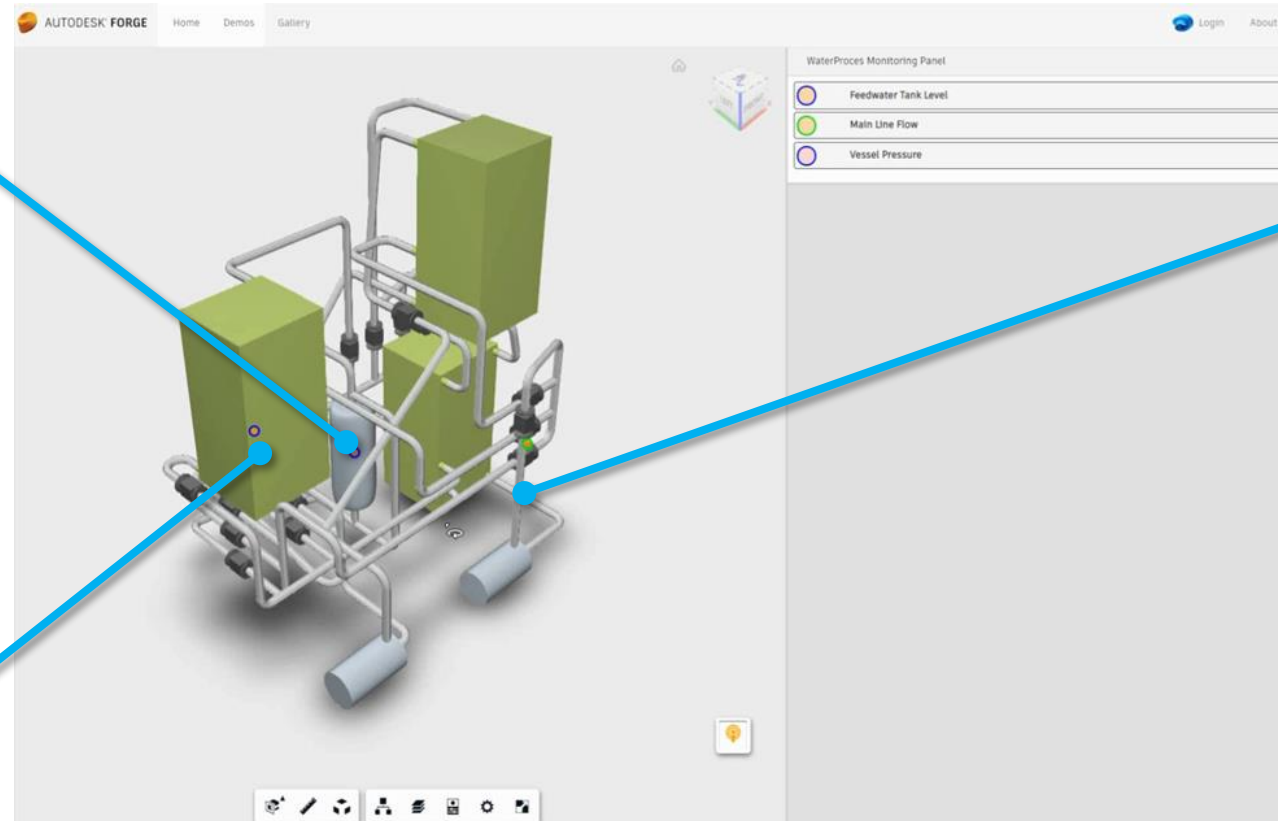 AUTODESK® FORGE Home Demos Gallery Login About
WaterProces Monitoring Panel
Feedwater Tank Level
Main Line Flow
Vessel Pressure